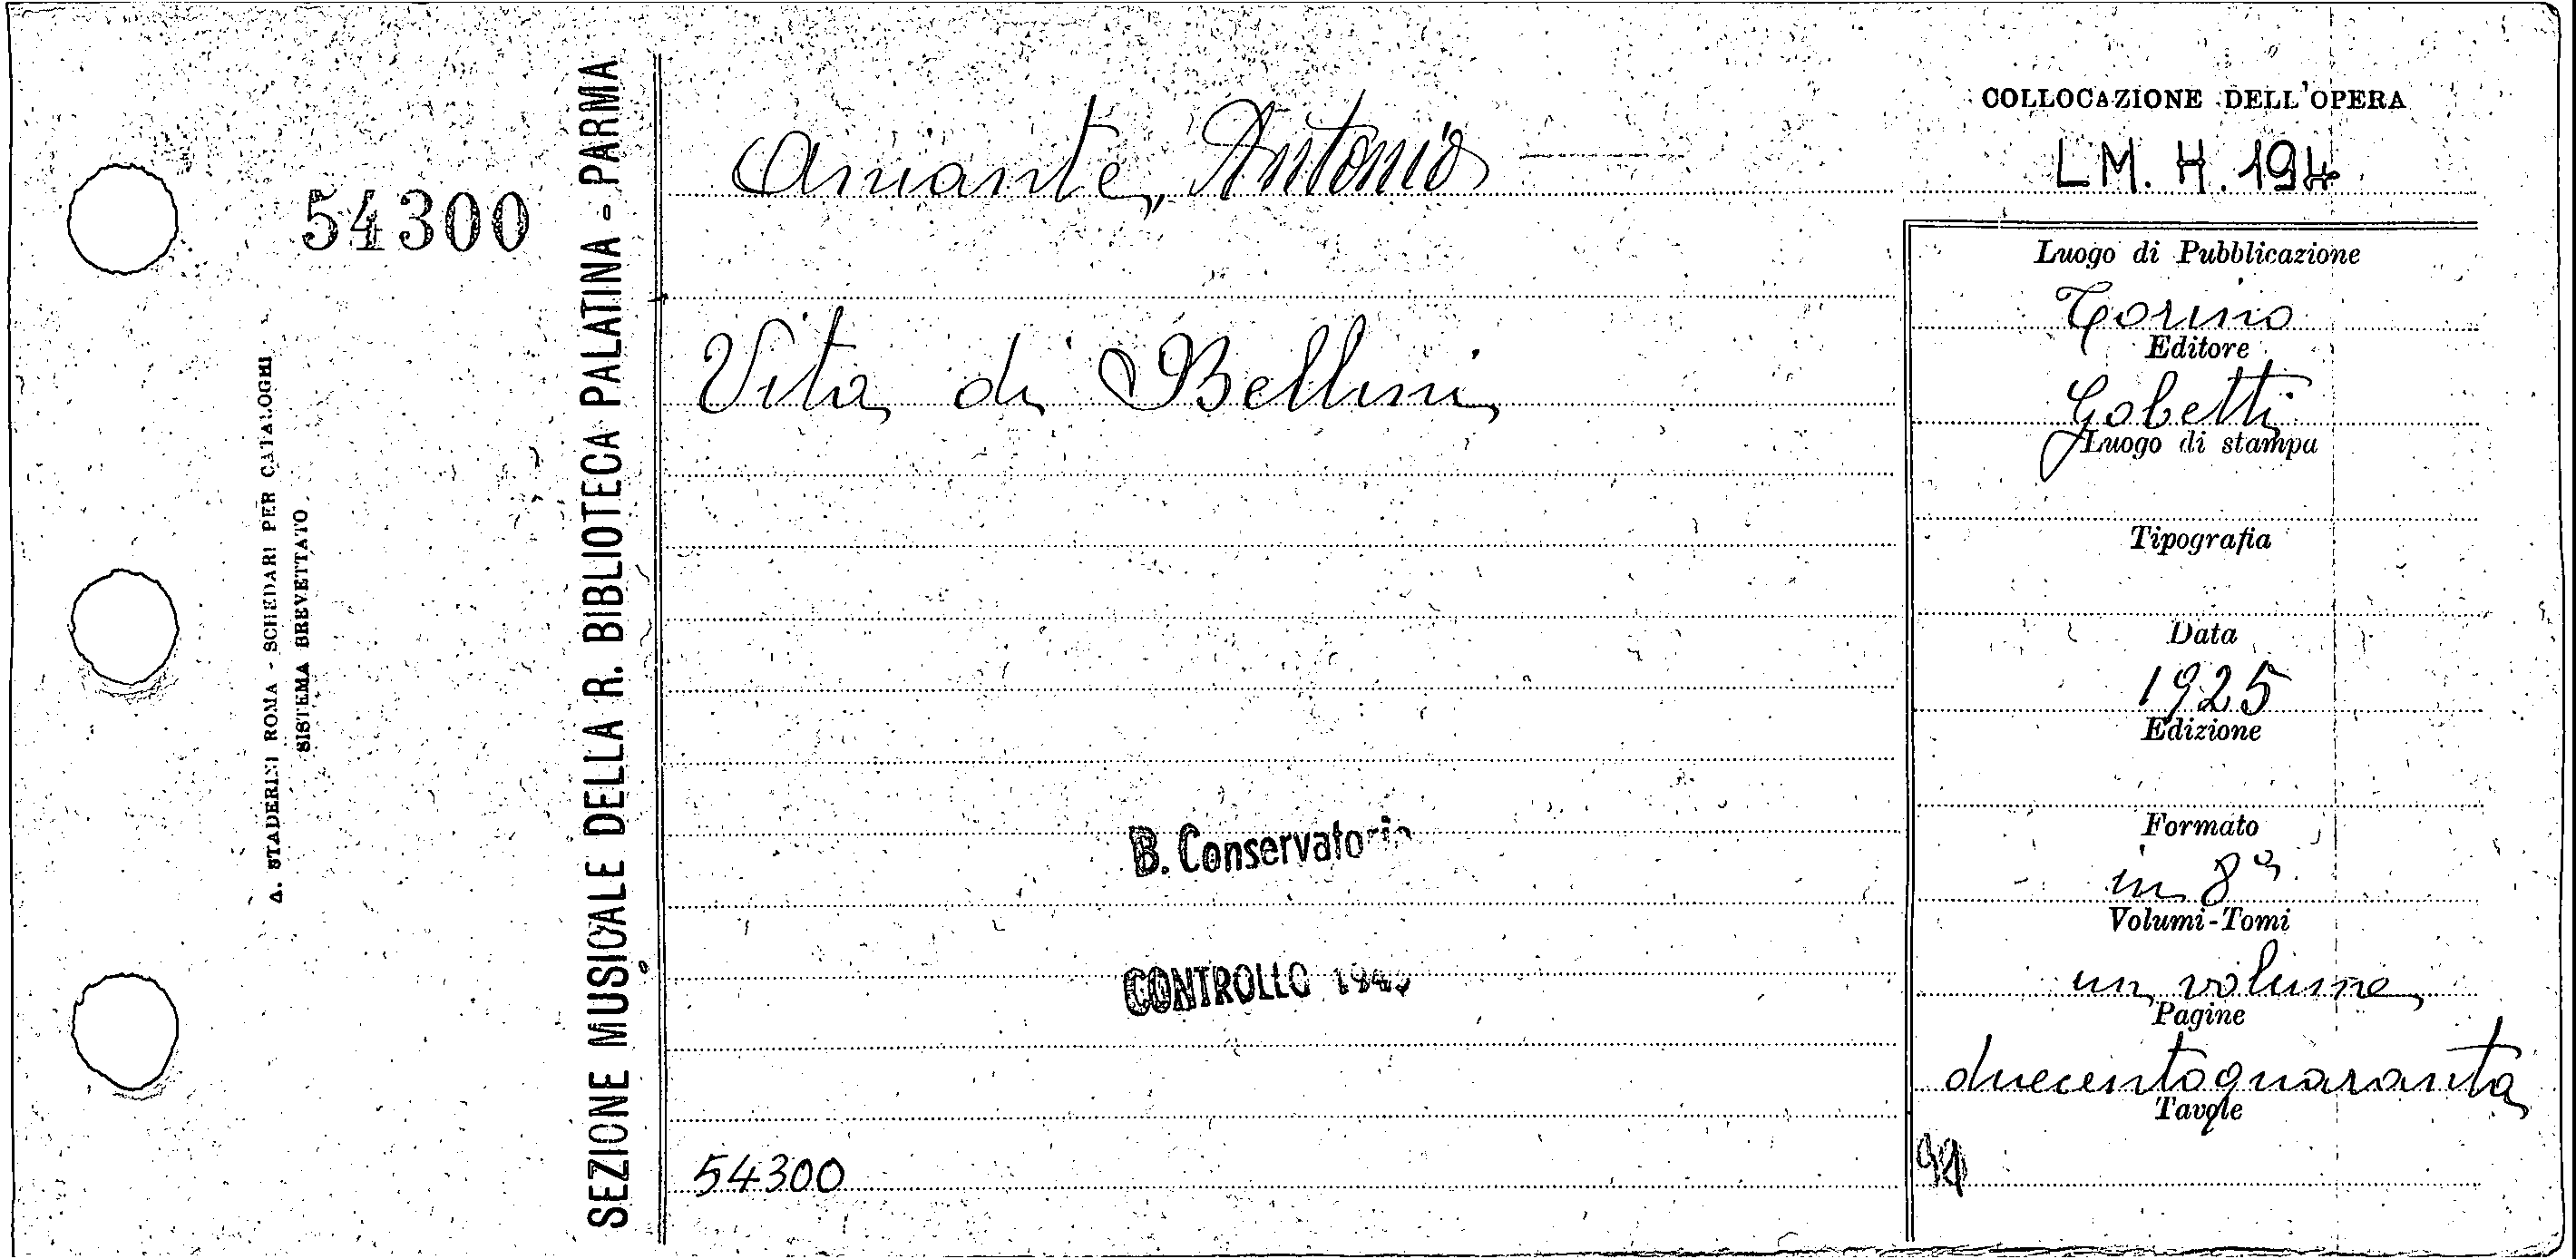 54300
A. STADERINI ROMA - SCHEDARI PER CATALOGHI
SISTEMA BREVETTATO
SEZIONE MUSICALE DELLA R. BIBLIOTECA PALATINA - PARMA
Amante, Antonio
Vita di Bellini
B. Conservatorio
CONTROLLO
54300
COLLOCAZIONE DELL'OPERA
LM. H. 194
Luogo di Pubblicazione
Torino
Editore
Gobetti
Luogo di stampa
Tipografia
Data
1925
Edizione
Formato
in 8º
Volumi-Tomi
un volume
Pagine
duecentoquaranta
Tavole